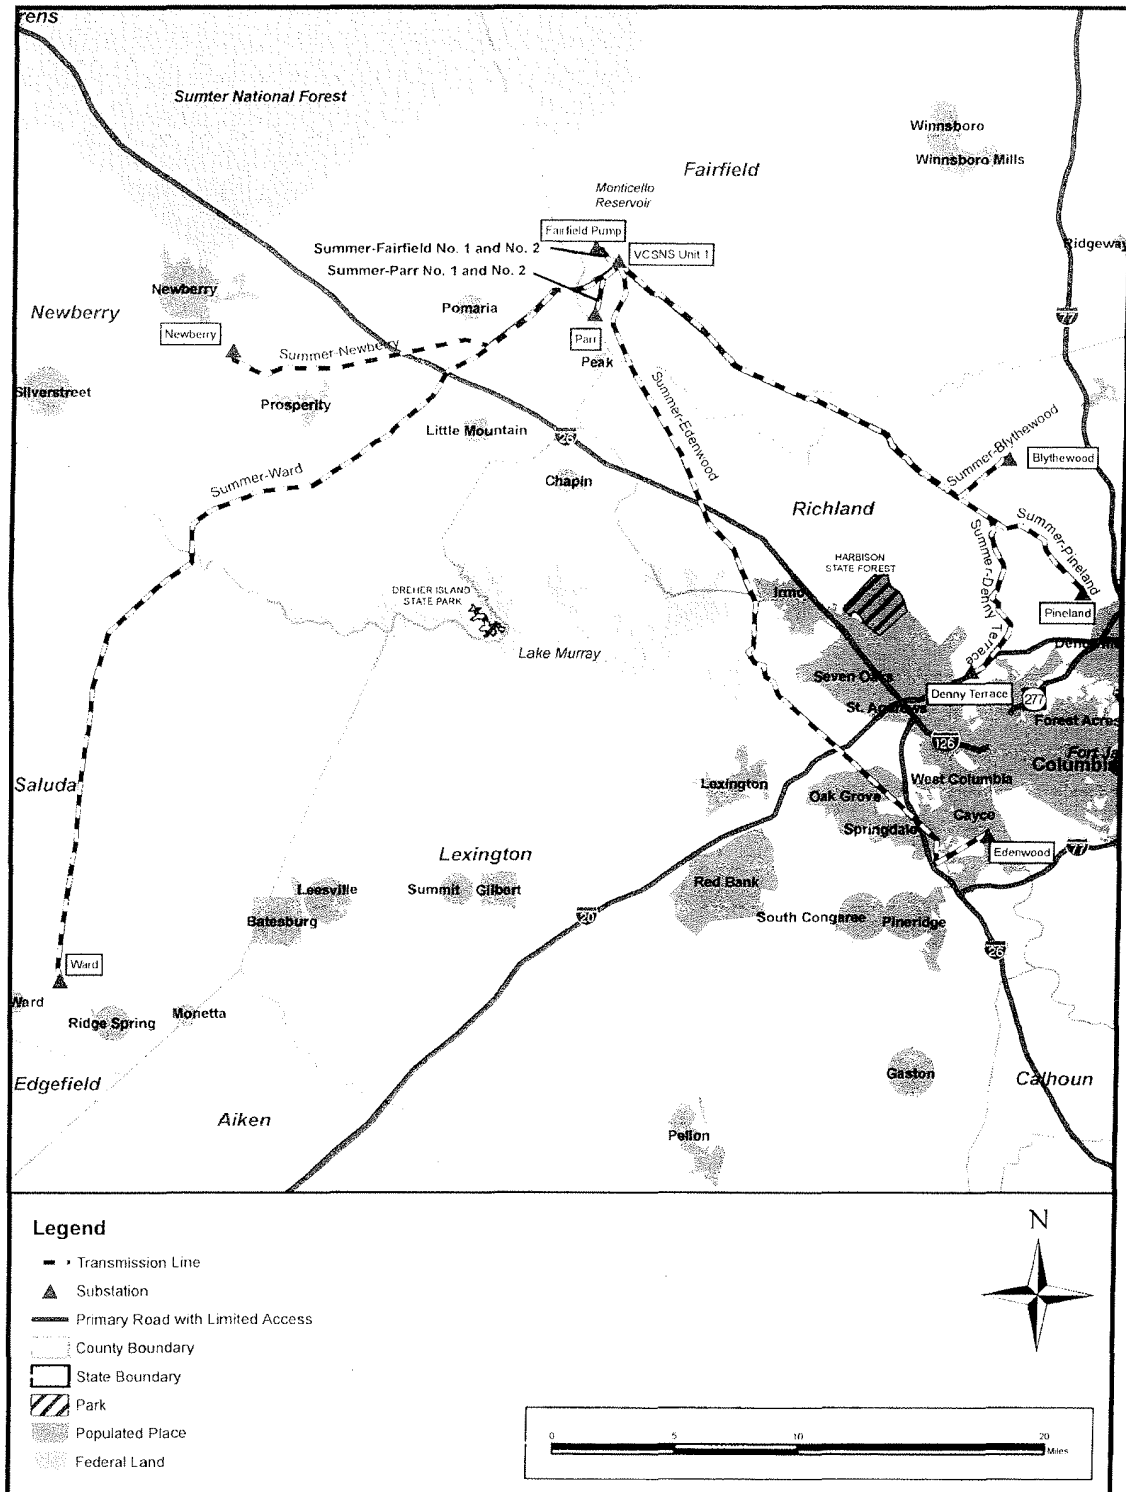 rens
Sumter National Forest
Winnsboro
Winnsboro Mills
Fairfield
Monticello
Reservoir
Fairfield Pump
Summer-Fairfield No. 1 and No. 2
VCSNS Unit 1
Ridgeway
Summer-Parr No. 1 and No. 2
Newberry
Pomaria
Newberry
77
Newberry
Parr
Summer-Newberry
Peak
Silverstreet
Prosperity
Summer-Edenwood
Little Mountain
26
Summer-Blythewood
Blythewood
Summer-Ward
Chapin
Richland
Summer-Pineland
Summer-Denny Terrace
HARBISON
STATE FOREST
DREHER ISLAND
STATE PARK
Irmo
Pineland
Lake Murray
Seven Oaks
Denny Terrace
277
St. Andrews
Forest Acres
126
Columbia
Saluda
Lexington
West Columbia
Oak Grove
Cayce
Springdale
Edenwood
77
Lexington
Red Bank
Leesville
Summit
Gilbert
Batesburg
20
South Congaree
Pineridge
26
Ward
Ward
Ridge Spring
Monetta
Gaston
Edgefield
Calhoun
Aiken
Pelion
Legend
Transmission Line
Substation
Primary Road with Limited Access
County Boundary
State Boundary
Park
Populated Place
Federal Land
N
0 5 10 20
Miles